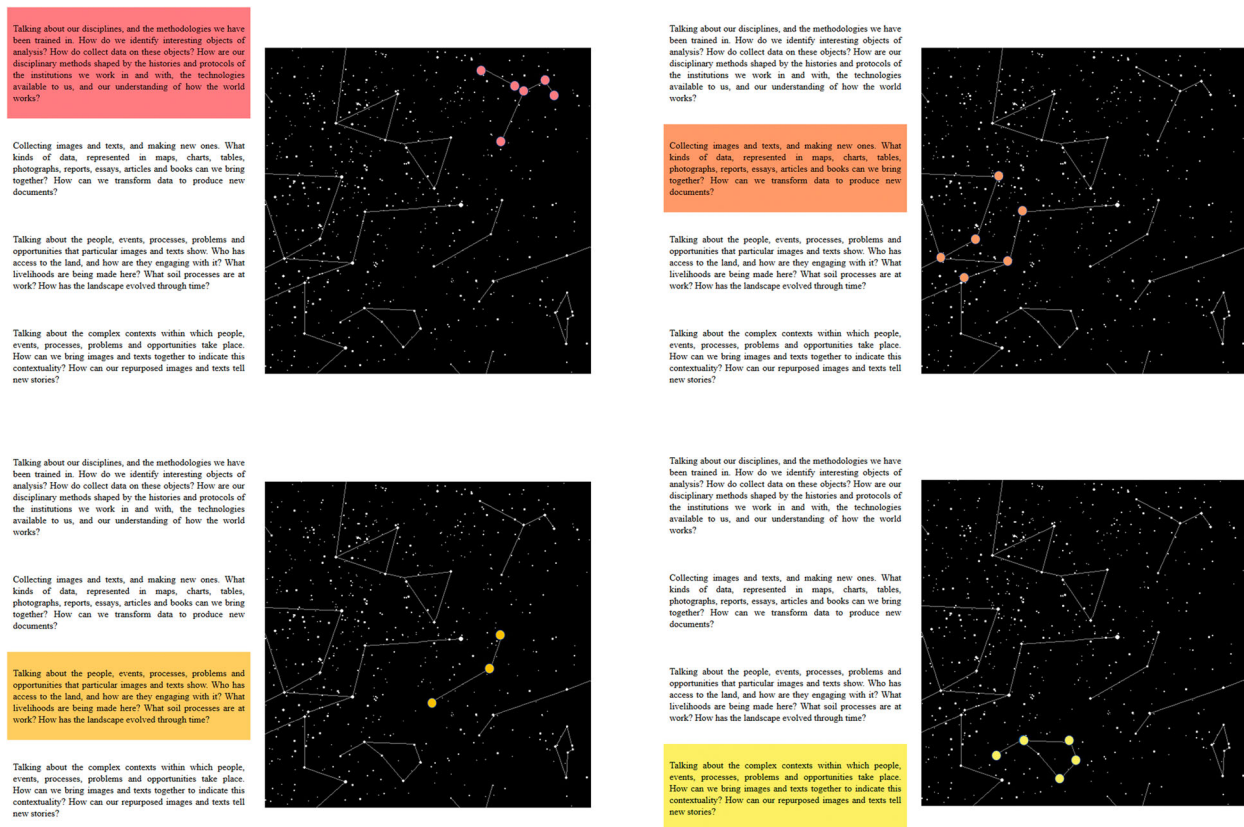 Talking about our disciplines, and the methodologies we have
been trained in. How do we identify interesting objects of
analysis? How do collect data on these objects? How are our
disciplinary methods shaped by the histories and protocols of
the institutions we work in and with, the technologies
available to us, and our understanding of how the world
works?
Collecting images and texts, and making new ones. What
kinds of data, represented in maps, charts, tables,
photographs, reports, essays, articles and books can we bring
together? How can we transform data to produce new
documents?
Talking about the people, events, processes, problems and
opportunities that particular images and texts show. Who has
access to the land, and how are they engaging with it? What
livelihoods are being made here? What soil processes are at
work? How has the landscape evolved through time?
Talking about the complex contexts within which people,
events, processes, problems and opportunities take place.
How can we bring images and texts together to indicate this
contextuality? How can our repurposed images and texts tell
new stories?
Talking about our disciplines, and the methodologies we have
been trained in. How do we identify interesting objects of
analysis? How do collect data on these objects? How are our
disciplinary methods shaped by the histories and protocols of
the institutions we work in and with, the technologies
available to us, and our understanding of how the world
works?
Collecting images and texts, and making new ones. What
kinds of data, represented in maps, charts, tables,
photographs, reports, essays, articles and books can we bring
together? How can we transform data to produce new
documents?
Talking about the people, events, processes, problems and
opportunities that particular images and texts show. Who has
access to the land, and how are they engaging with it? What
livelihoods are being made here? What soil processes are at
work? How has the landscape evolved through time?
Talking about the complex contexts within which people,
events, processes, problems and opportunities take place.
How can we bring images and texts together to indicate this
contextuality? How can our repurposed images and texts tell
new stories?
Talking about our disciplines, and the methodologies we have
been trained in. How do we identify interesting objects of
analysis? How do collect data on these objects? How are our
disciplinary methods shaped by the histories and protocols of
the institutions we work in and with, the technologies
available to us, and our understanding of how the world
works?
Collecting images and texts, and making new ones. What
kinds of data, represented in maps, charts, tables,
photographs, reports, essays, articles and books can we bring
together? How can we transform data to produce new
documents?
Talking about the people, events, processes, problems and
opportunities that particular images and texts show. Who has
access to the land, and how are they engaging with it? What
livelihoods are being made here? What soil processes are at
work? How has the landscape evolved through time?
Talking about the complex contexts within which people,
events, processes, problems and opportunities take place.
How can we bring images and texts together to indicate this
contextuality? How can our repurposed images and texts tell
new stories?
Talking about our disciplines, and the methodologies we have
been trained in. How do we identify interesting objects of
analysis? How do collect data on these objects? How are our
disciplinary methods shaped by the histories and protocols of
the institutions we work in and with, the technologies
available to us, and our understanding of how the world
works?
Collecting images and texts, and making new ones. What
kinds of data, represented in maps, charts, tables,
photographs, reports, essays, articles and books can we bring
together? How can we transform data to produce new
documents?
Talking about the people, events, processes, problems and
opportunities that particular images and texts show. Who has
access to the land, and how are they engaging with it? What
livelihoods are being made here? What soil processes are at
work? How has the landscape evolved through time?
Talking about the complex contexts within which people,
events, processes, problems and opportunities take place.
How can we bring images and texts together to indicate this
contextuality? How can our repurposed images and texts tell
new stories?